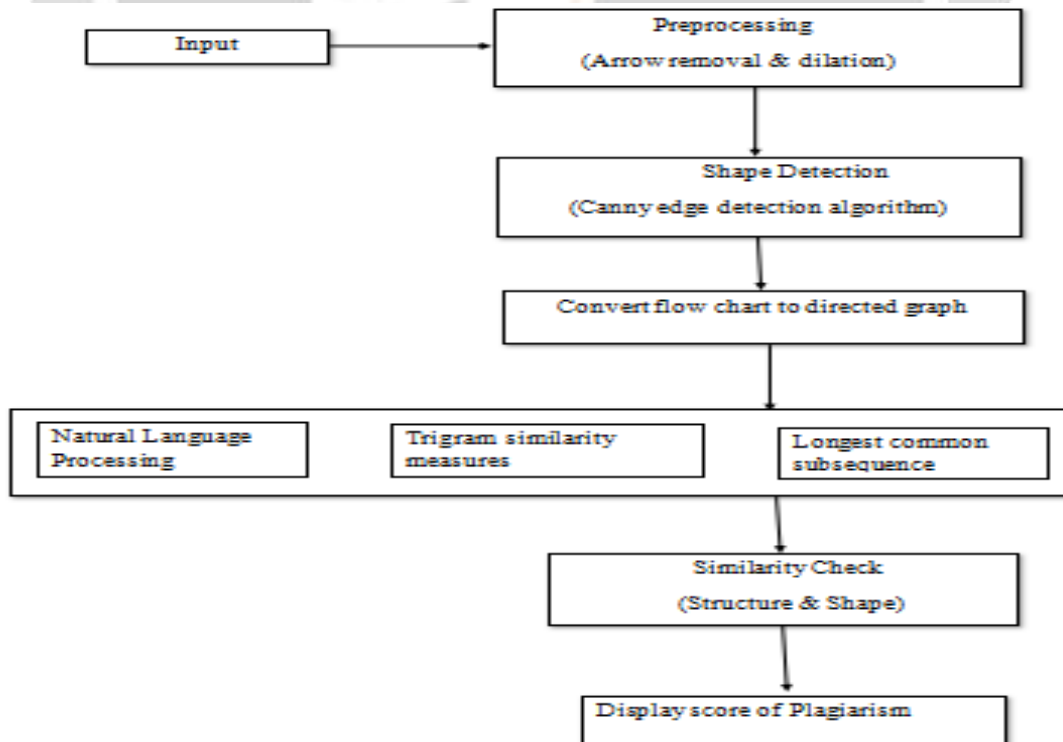 Input
Preprocessing
(Arrow removal & dilation)
Shape Detection
(Canny edge detection algorithm)
Convert flow chart to directed graph
Natural Language
Processing
Trigram similarity
measures
Longest common
subsequence
Similarity Check
(Structure & Shape)
Display score of Plagiarism